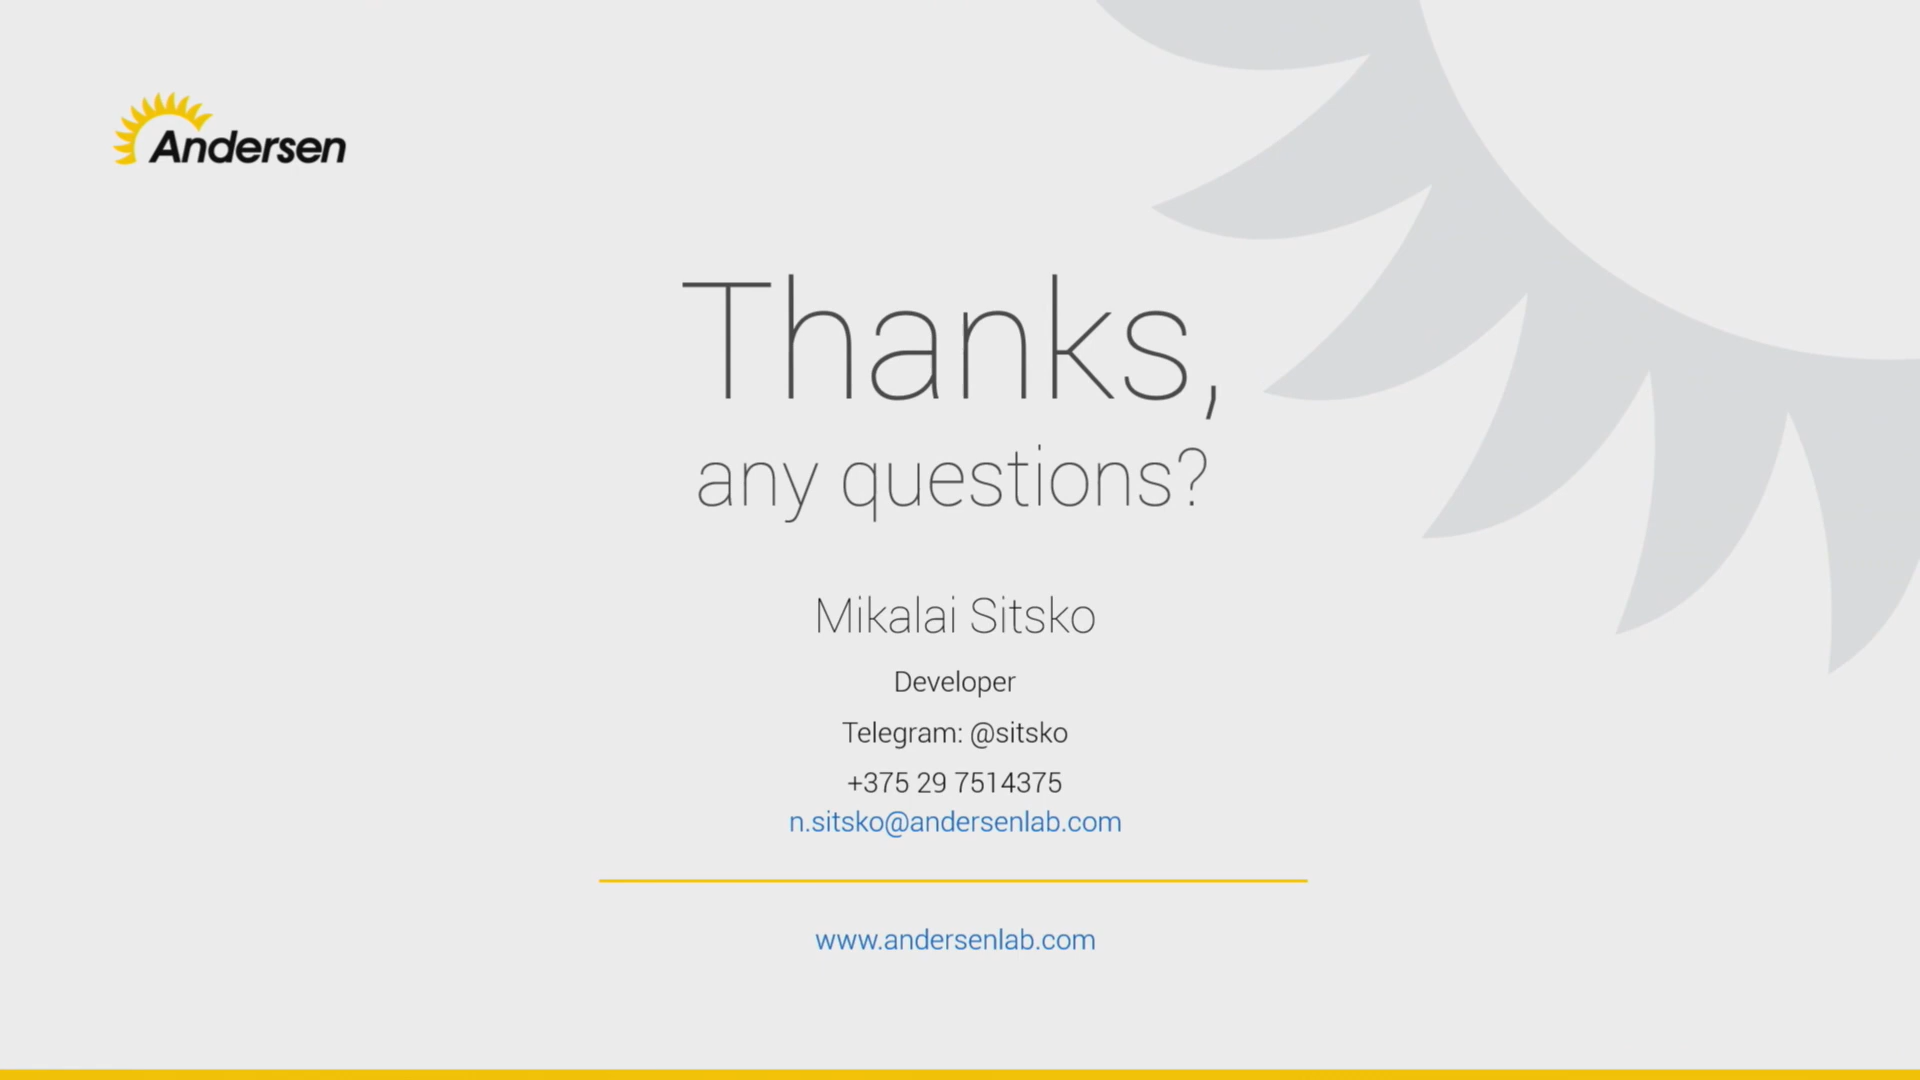 Andersen
Thanks,
any questions?
Mikalai Sitsko
Developer
Telegram: @sitsko
+375 29 7514375
n.sitsko@andersenlab.com
www.andersenlab.com